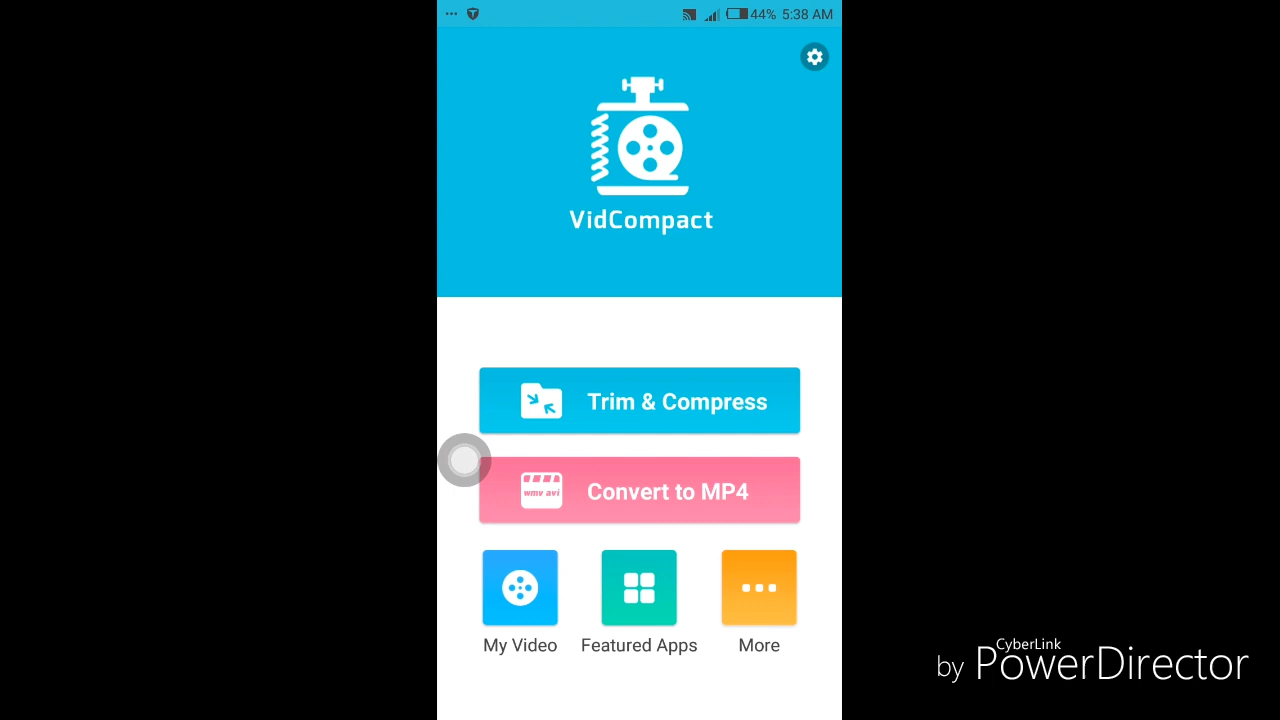 44% 5:38 AM
VidCompact
Trim & Compress
wmv avi
Convert to MP4
My Video
Featured Apps
More
by CyberLink PowerDirector